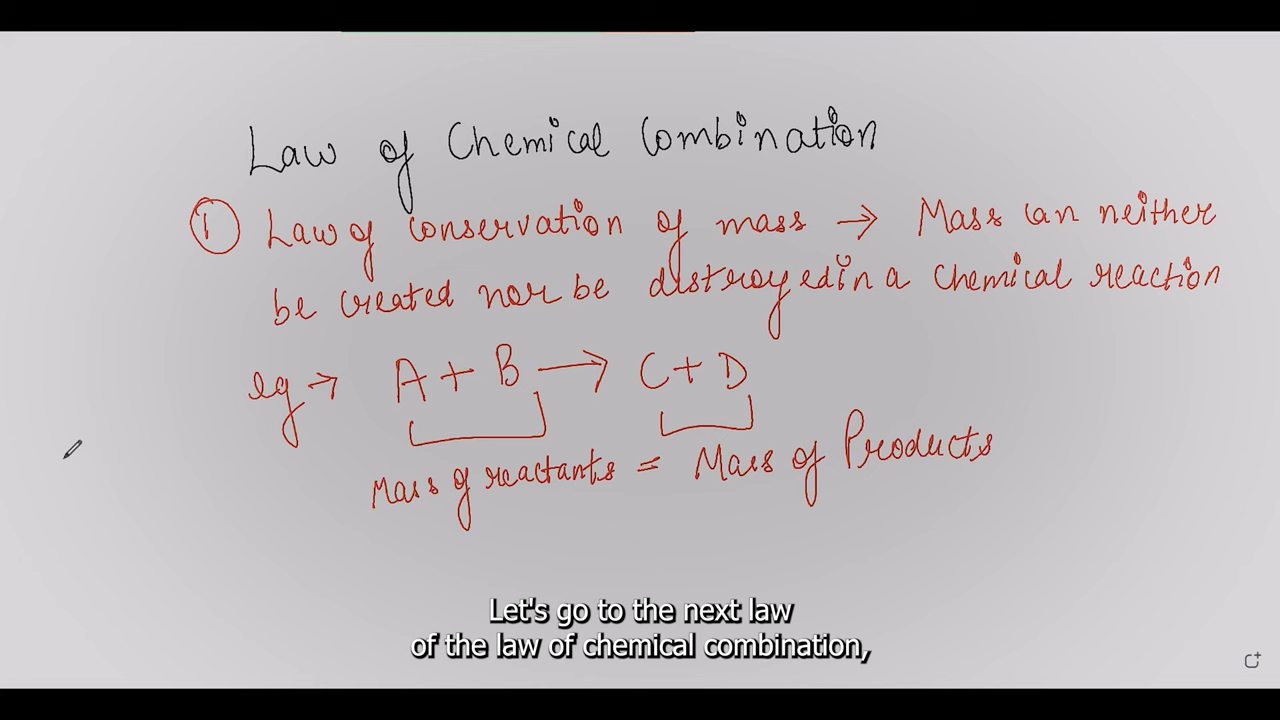 Law of Chemical Combination
① Law of conservation of mass → Mass can neither
be created nor be distroyed in a chemical reaction
eg → A + B → C + D
Mass of reactants = Mass of Products
Let's go to the next law
of the law of chemical combination,